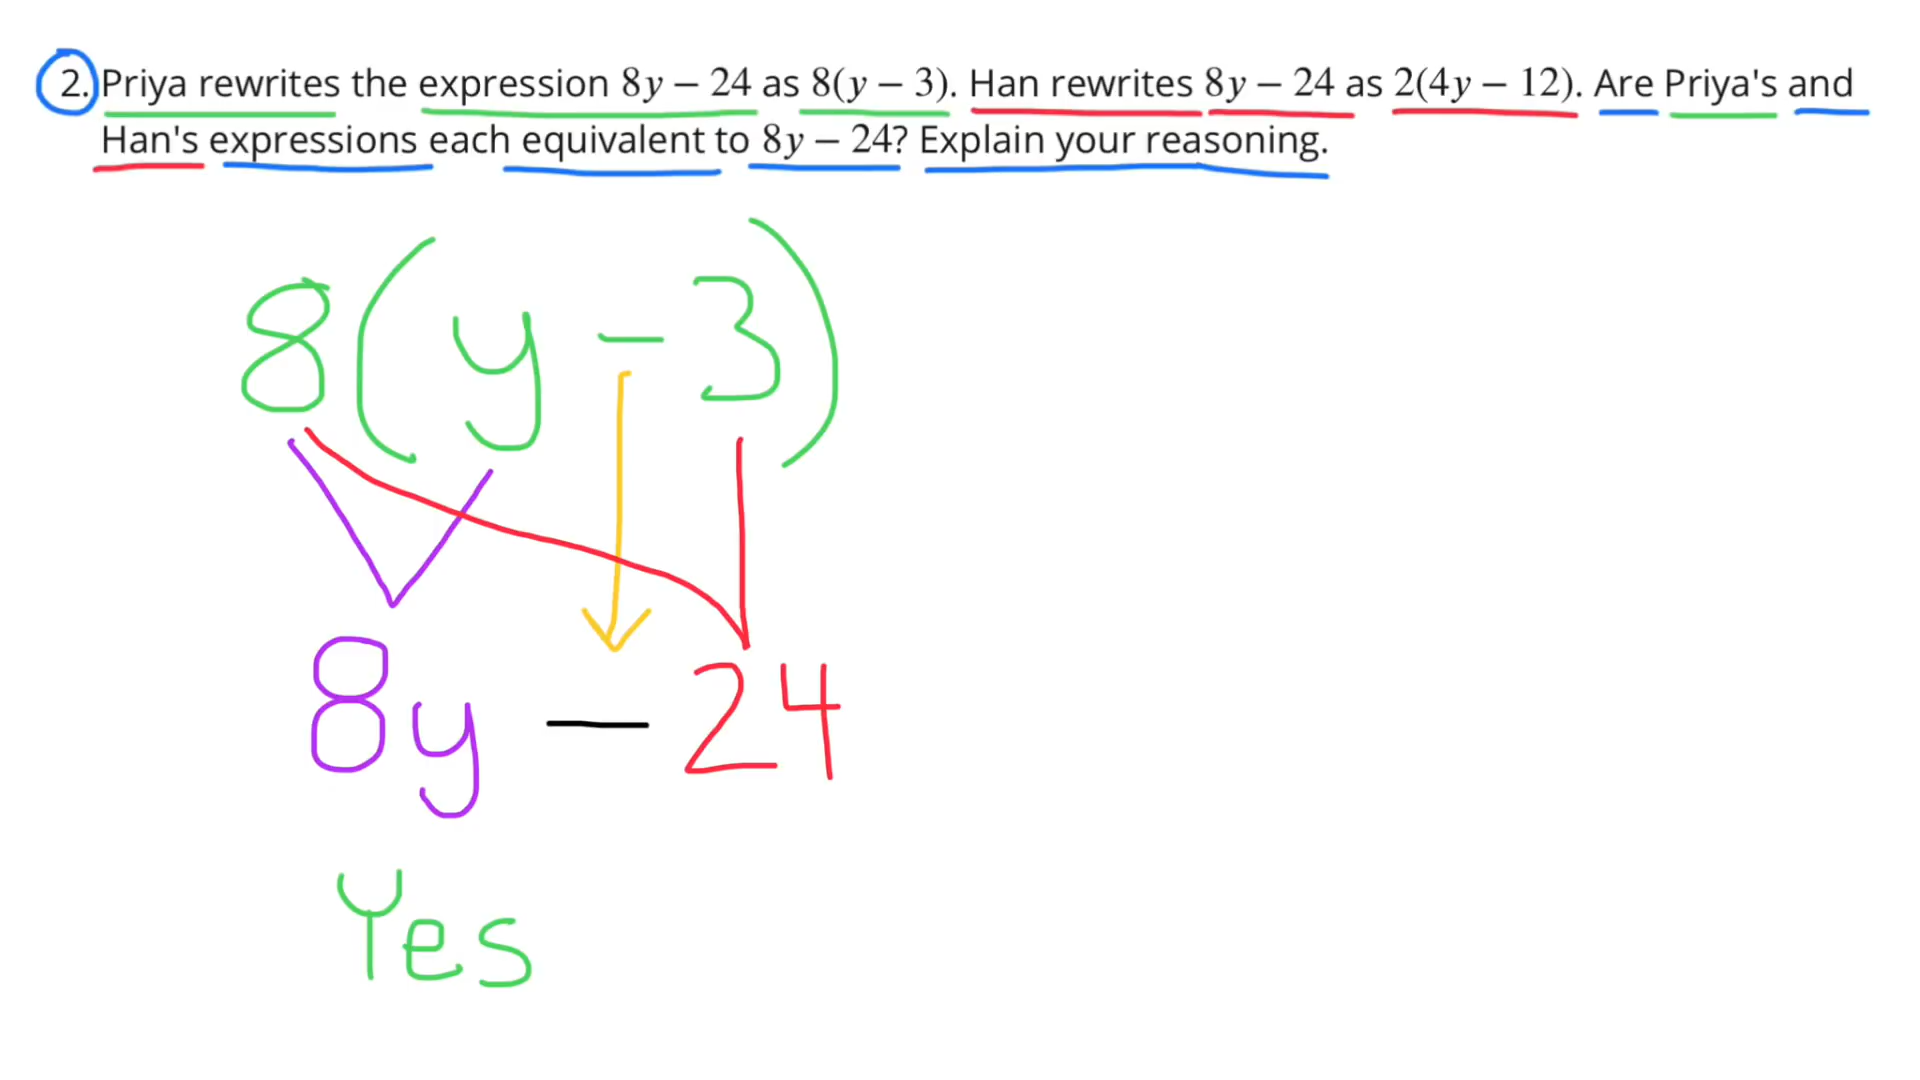 2. Priya rewrites the expression 8y – 24 as 8(y – 3). Han rewrites 8y – 24 as 2(4y – 12). Are Priya's and
Han's expressions each equivalent to 8y – 24? Explain your reasoning.
8(y – 3)
8y – 24
Yes